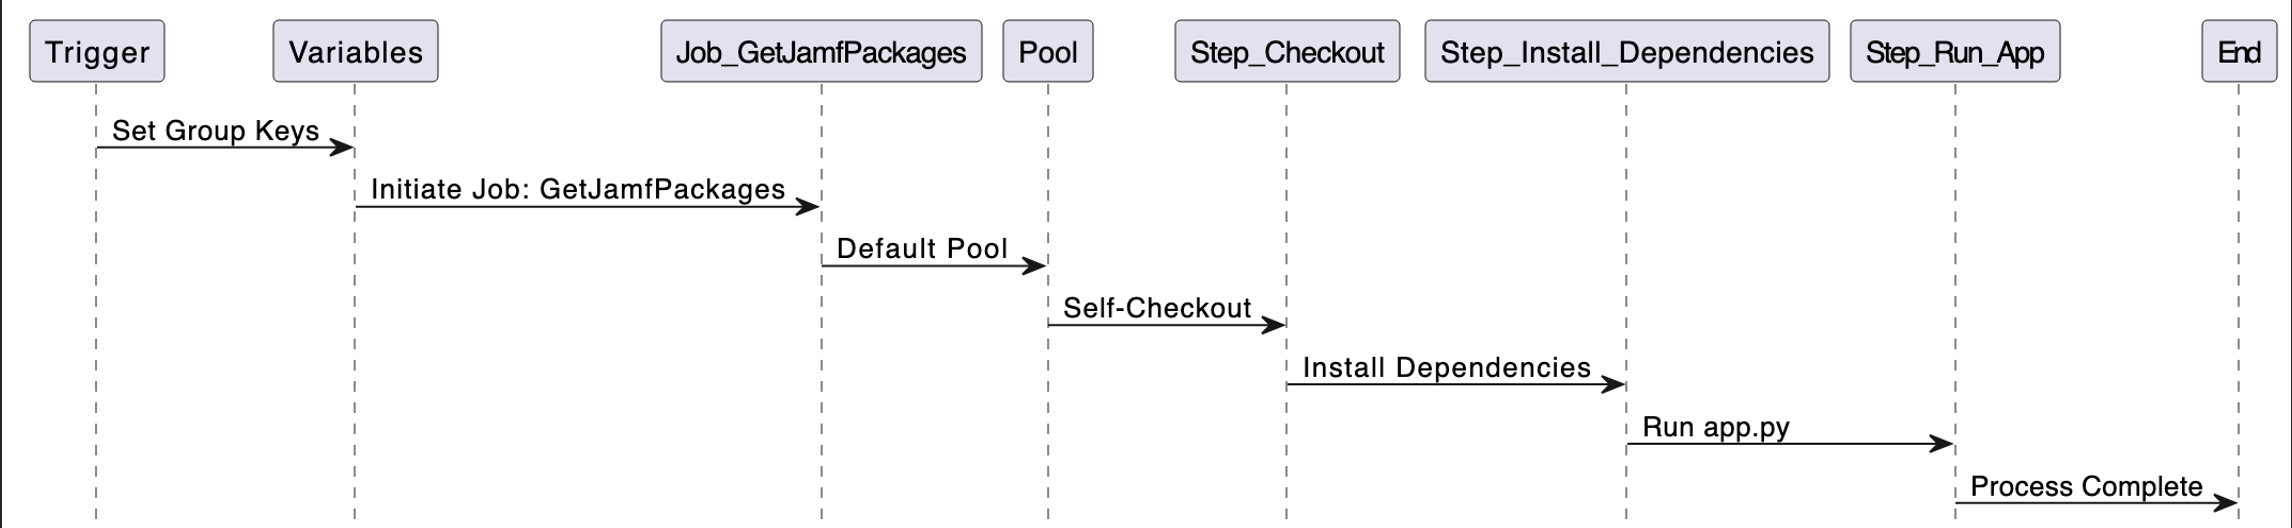 Trigger
Variables
Job_GetJamfPackages
Pool
Step_Checkout
Step_Install_Dependencies
Step_Run_App
End
Set Group Keys
Initiate Job: GetJamfPackages
Default Pool
Self-Checkout
Install Dependencies
Run app.py
Process Complete